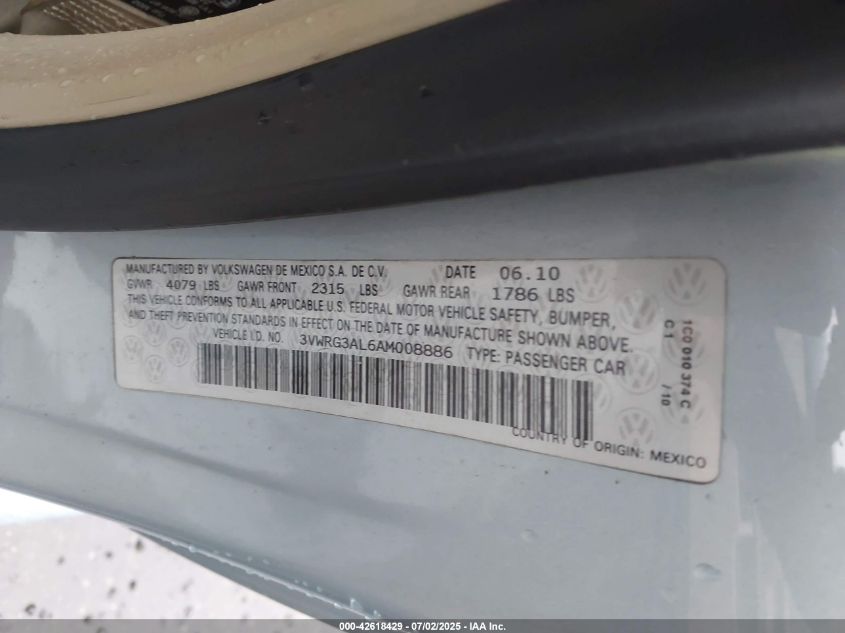 MANUFACTURED BY VOLKSWAGEN DE MEXICO S.A. DE C.V. DATE 06.10
GVWR 4079 LBS GAWR FRONT 2315 LBS GAWR REAR 1786 LBS
THIS VEHICLE CONFORMS TO ALL APPLICABLE U.S. FEDERAL MOTOR VEHICLE SAFETY, BUMPER,
AND THEFT PREVENTION STANDARDS IN EFFECT ON THE DATE OF MANUFACTURE SHOWN ABOVE.
VEHICLE I.D. NO. 3VWRG3AL6AM008886 TYPE: PASSENGER CAR
COUNTRY OF ORIGIN: MEXICO
1C0 010 374 C
C1 /10
000-42618429 - 07/02/2025 - IAA Inc.